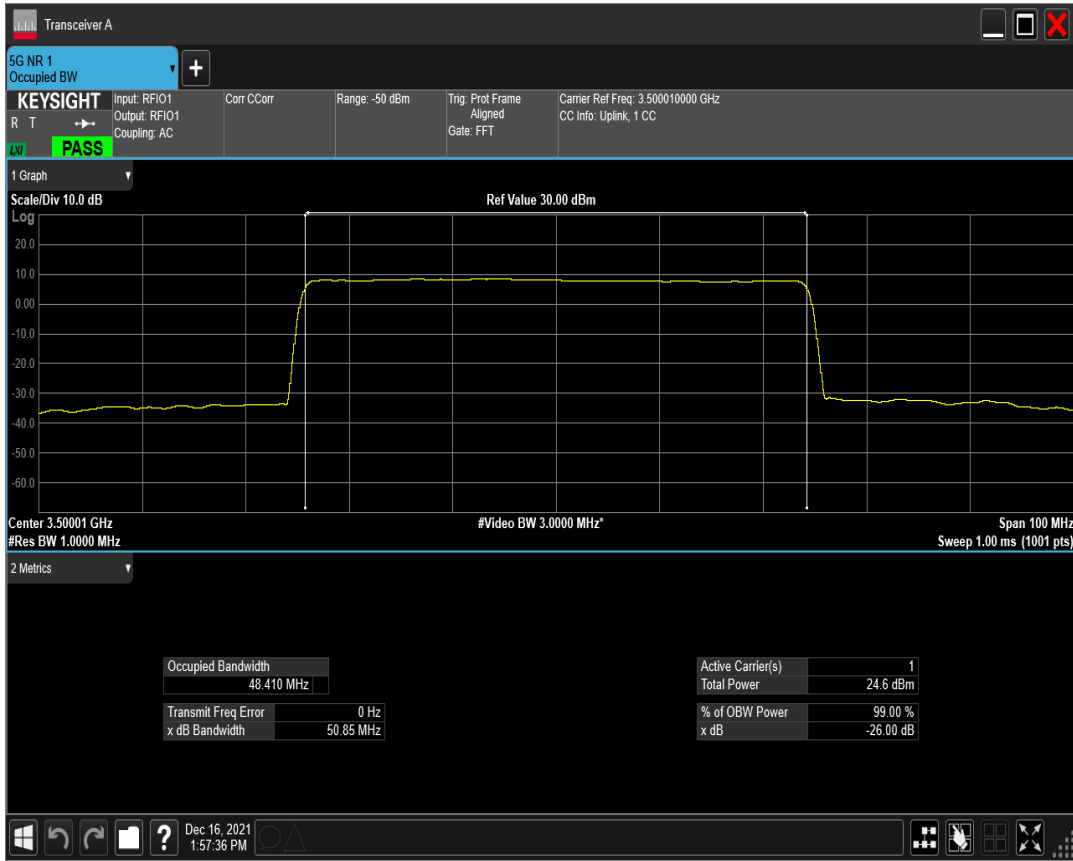 Transceiver A
5G NR 1
Occupied BW
KEYSIGHT
R T
LXI
PASS
Input: RFIO1
Output: RFIO1
Coupling: AC
Corr CCorr
Range: -50 dBm
Trig: Prot Frame
Aligned
Gate: FFT
Carrier Ref Freq: 3.500010000 GHz
CC Info: Uplink, 1 CC
1 Graph
Scale/Div 10.0 dB
Ref Value 30.00 dBm
Log
20.0
10.0
0.00
-10.0
-20.0
-30.0
-40.0
-50.0
-60.0
Center 3.50001 GHz
#Video BW 3.0000 MHz*
Span 100 MHz
#Res BW 1.0000 MHz
Sweep 1.00 ms (1001 pts)
2 Metrics
Occupied Bandwidth
48.410 MHz
Transmit Freq Error 0 Hz
x dB Bandwidth 50.85 MHz
Active Carrier(s) 1
Total Power 24.6 dBm
% of OBW Power 99.00 %
x dB -26.00 dB
Dec 16, 2021
1:57:36 PM